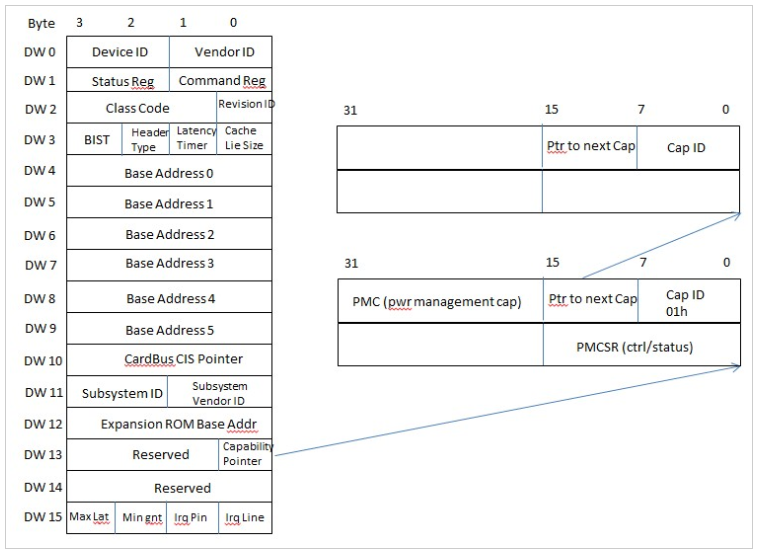 Byte 3 2 1 0
DW 0 Device ID Vendor ID
DW 1 Status Reg Command Reg
DW 2 Class Code Revision ID
DW 3 BIST Header Type Latency Timer Cache Lie Size
DW 4 Base Address 0
DW 5 Base Address 1
DW 6 Base Address 2
DW 7 Base Address 3
DW 8 Base Address 4
DW 9 Base Address 5
DW 10 CardBus CIS Pointer
DW 11 Subsystem ID Subsystem Vendor ID
DW 12 Expansion ROM Base Addr
DW 13 Reserved Capability Pointer
DW 14 Reserved
DW 15 Max Lat Min gnt Irq Pin Irq Line
31 15 7 0
Ptr to next Cap Cap ID
31 15 7 0
PMC (pwr management cap) Ptr to next Cap Cap ID 01h
PMCSR (ctrl/status)